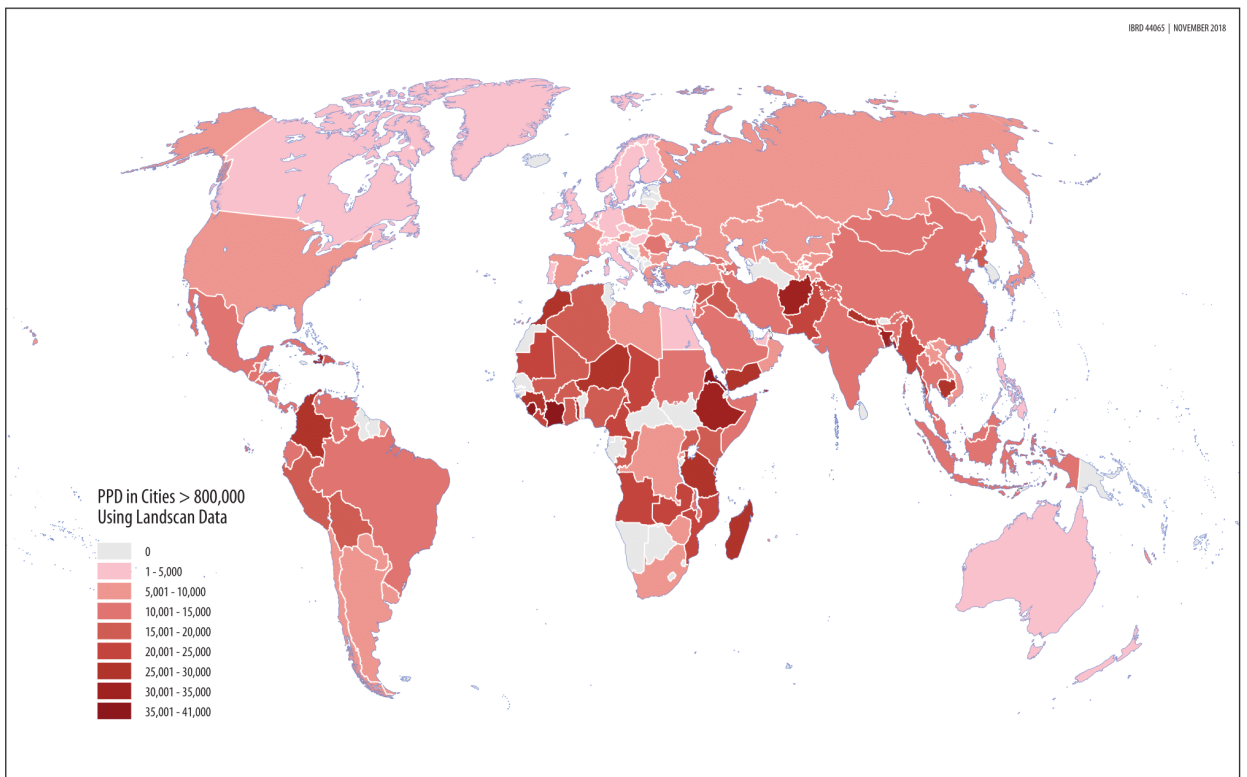 IBRD 44065 | NOVEMBER 2018
PPD in Cities > 800,000
Using Landscan Data
0
1 - 5,000
5,001 - 10,000
10,001 - 15,000
15,001 - 20,000
20,001 - 25,000
25,001 - 30,000
30,001 - 35,000
35,001 - 41,000